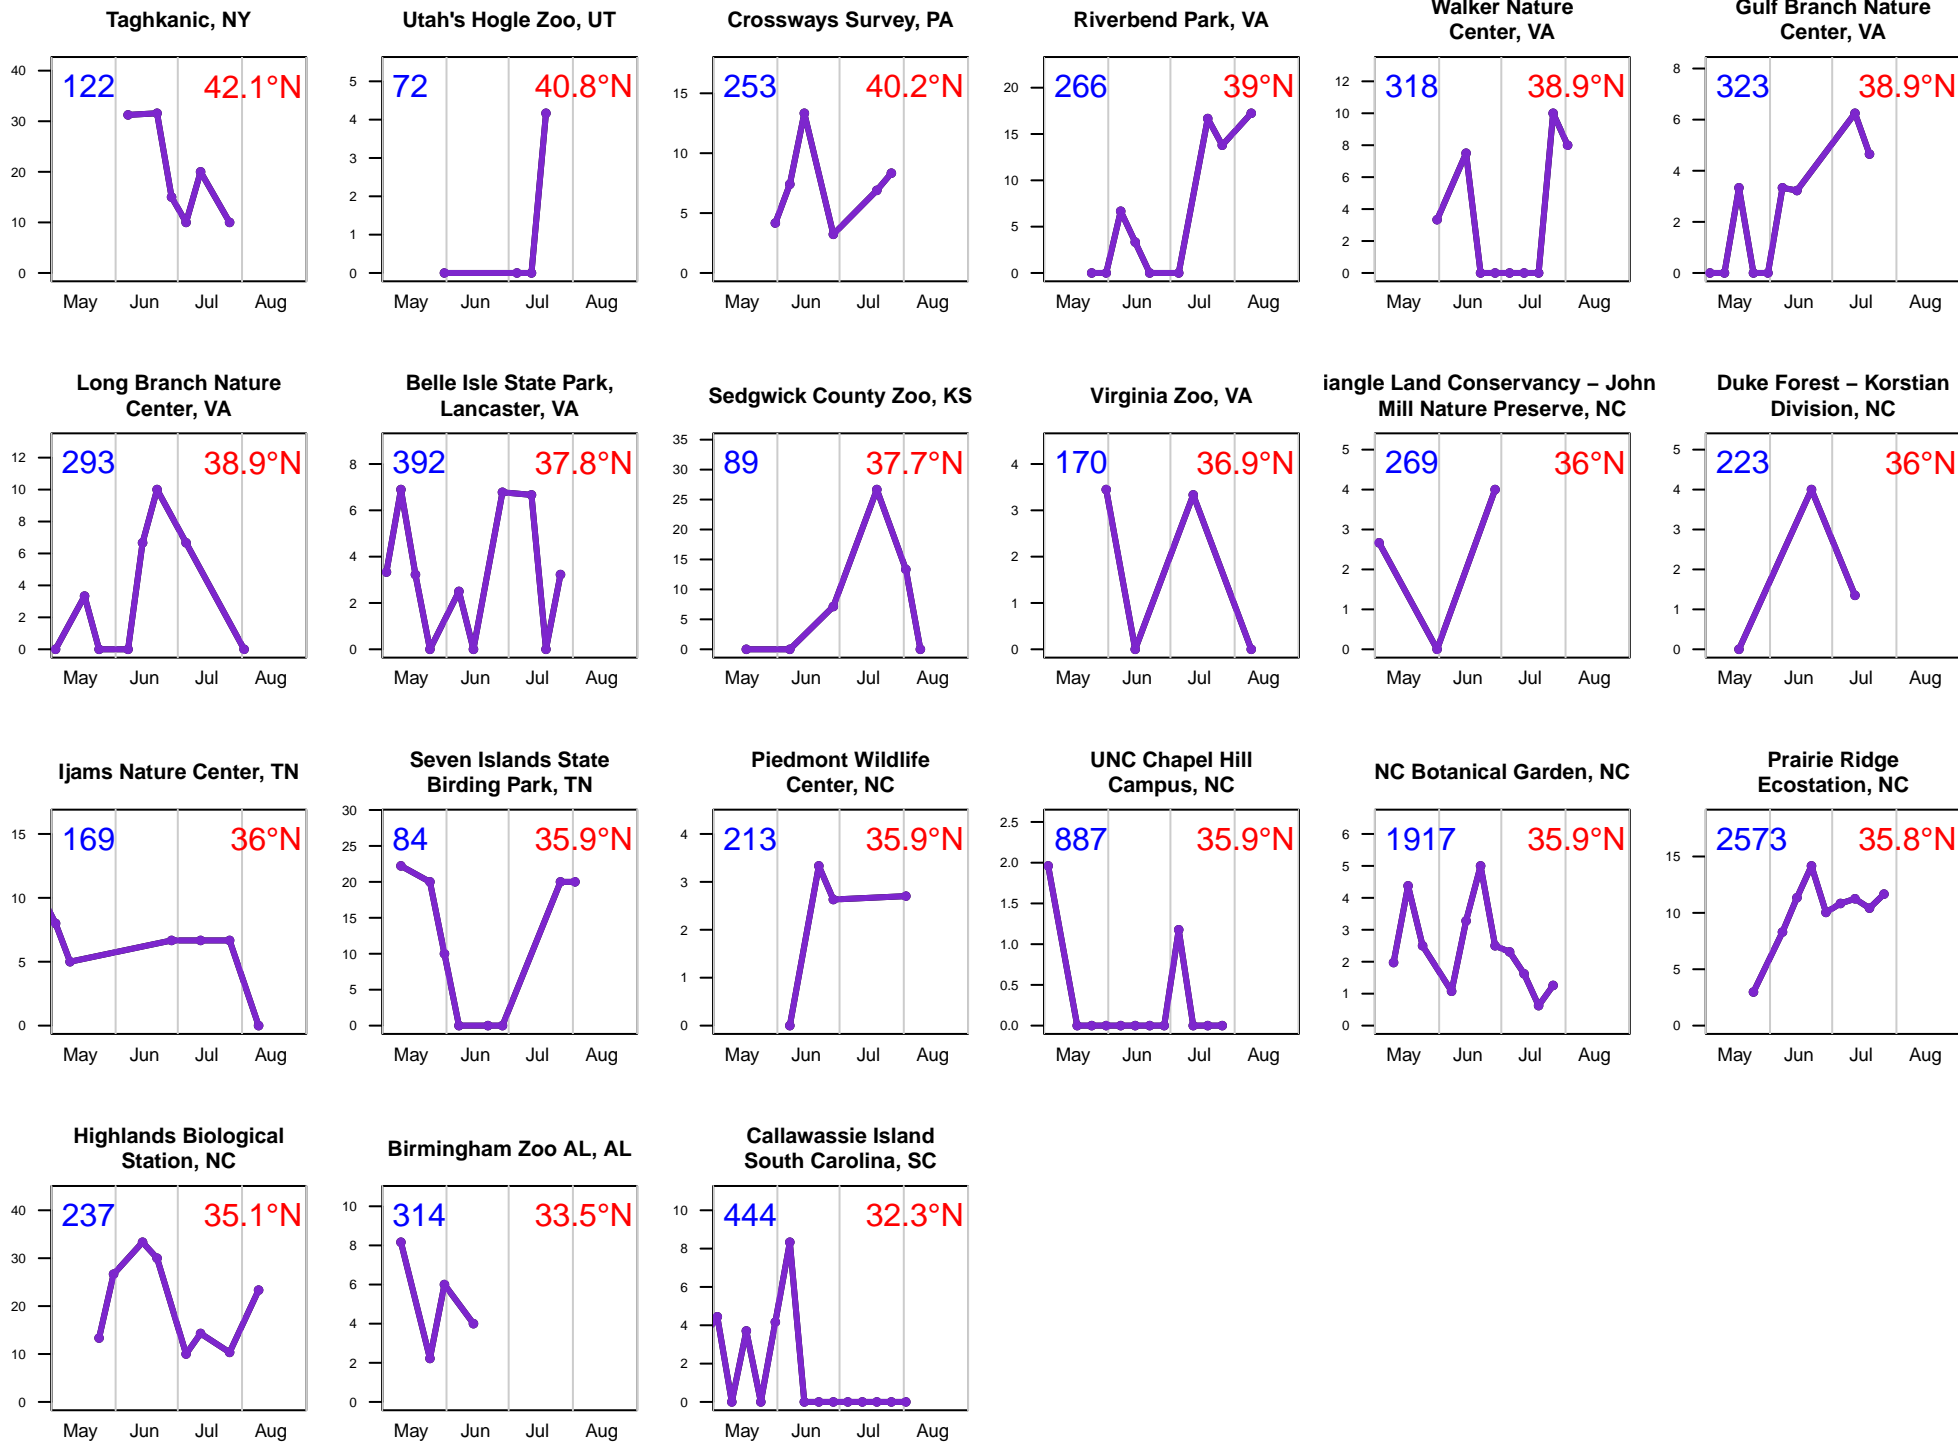 Taghkanic, NY
40
30
20
10
0
122
42.1°N
May Jun Jul Aug
Utah's Hogle Zoo, UT
5
4
3
2
1
0
72
40.8°N
May Jun Jul Aug
Crossways Survey, PA
15
10
5
0
253
40.2°N
May Jun Jul Aug
Riverbend Park, VA
20
15
10
5
0
266
39°N
May Jun Jul Aug
Walker Nature
Center, VA
12
10
8
6
4
2
0
318
38.9°N
May Jun Jul Aug
Gulf Branch Nature
Center, VA
8
6
4
2
0
323
38.9°N
May Jun Jul Aug
Long Branch Nature
Center, VA
12
10
8
6
4
2
0
293
38.9°N
May Jun Jul Aug
Belle Isle State Park,
Lancaster, VA
8
6
4
2
0
392
37.8°N
May Jun Jul Aug
Sedgwick County Zoo, KS
35
30
25
20
15
10
5
0
89
37.7°N
May Jun Jul Aug
Virginia Zoo, VA
4
3
2
1
0
170
36.9°N
May Jun Jul Aug
iangle Land Conservancy – John
Mill Nature Preserve, NC
5
4
3
2
1
0
269
36°N
May Jun Jul Aug
Duke Forest – Korstian
Division, NC
5
4
3
2
1
0
223
36°N
May Jun Jul Aug
Ijams Nature Center, TN
15
10
5
0
169
36°N
May Jun Jul Aug
Seven Islands State
Birding Park, TN
30
25
20
15
10
5
0
84
35.9°N
May Jun Jul Aug
Piedmont Wildlife
Center, NC
4
3
2
1
0
213
35.9°N
May Jun Jul Aug
UNC Chapel Hill
Campus, NC
2.5
2.0
1.5
1.0
0.5
0.0
887
35.9°N
May Jun Jul Aug
NC Botanical Garden, NC
6
5
4
3
2
1
0
1917
35.9°N
May Jun Jul Aug
Prairie Ridge
Ecostation, NC
15
10
5
0
2573
35.8°N
May Jun Jul Aug
Highlands Biological
Station, NC
40
30
20
10
0
237
35.1°N
May Jun Jul Aug
Birmingham Zoo AL, AL
10
8
6
4
2
0
314
33.5°N
May Jun Jul Aug
Callawassie Island
South Carolina, SC
10
8
6
4
2
0
444
32.3°N
May Jun Jul Aug